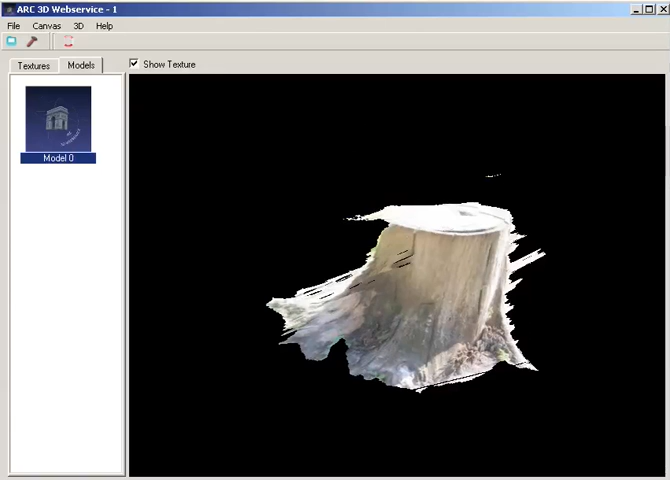 ARC 3D Webservice - 1
File Canvas 3D Help
Textures Models Show Texture
Model 0